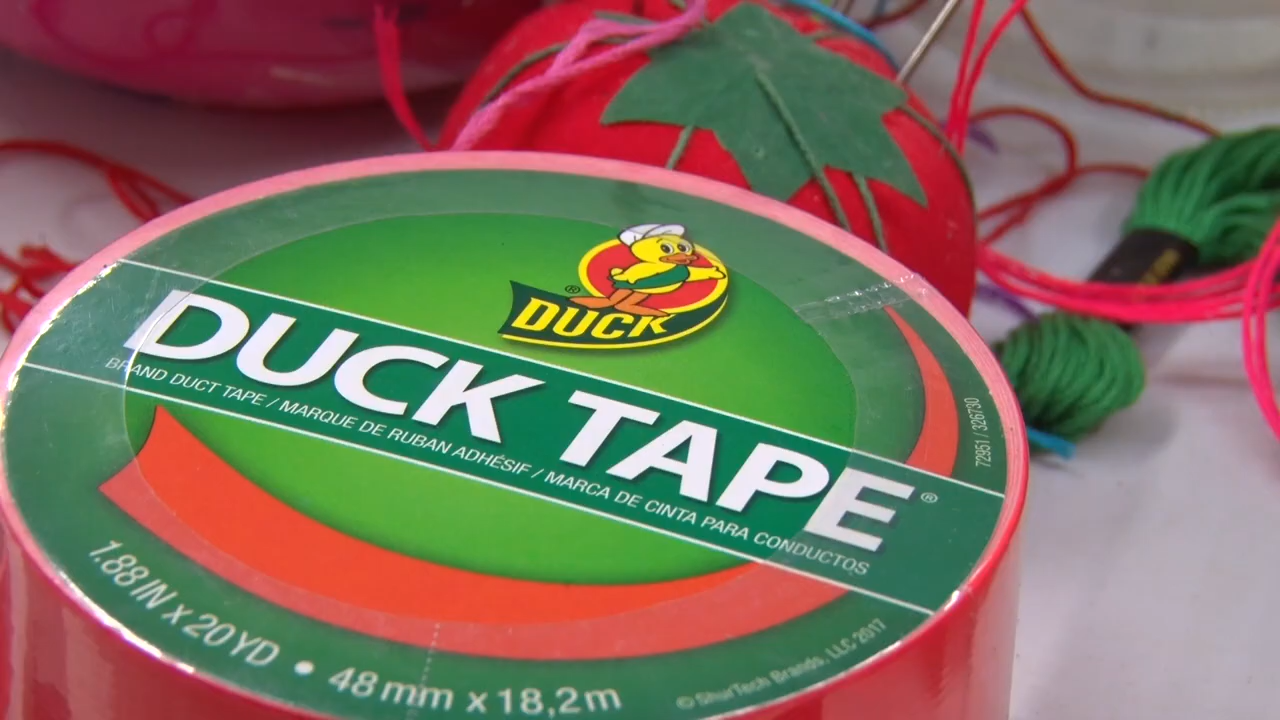 DUCK®
DUCK TAPE®
BRAND DUCT TAPE / MARQUE DE RUBAN ADHÉSIF / MARCA DE CINTA PARA CONDUCTOS
72951 / 326730
1.88 IN x 20 YD • 48 mm x 18,2 m
© ShurTech Brands, LLC 2017